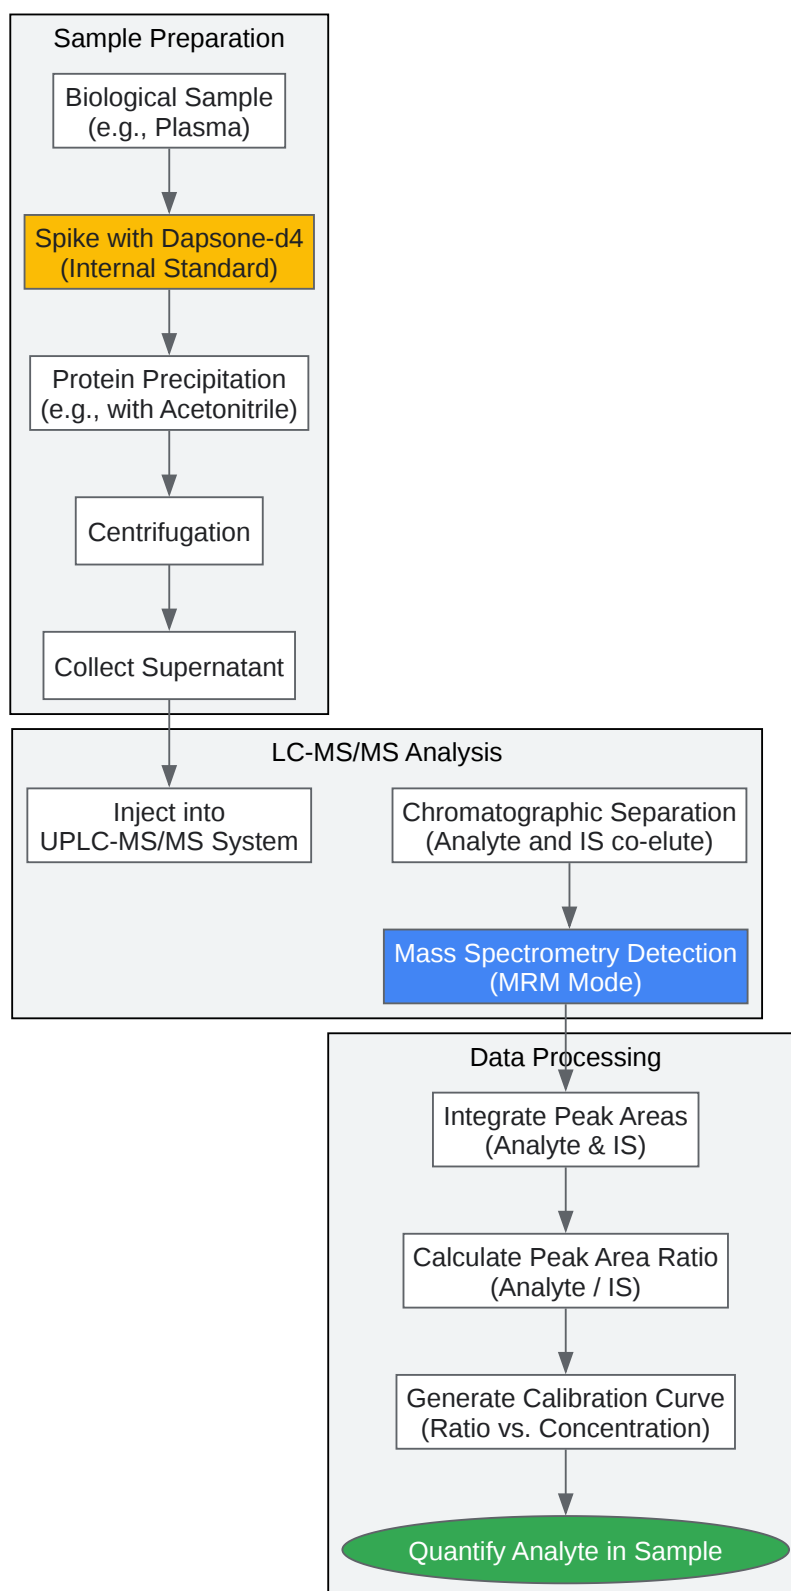 Sample Preparation
Biological Sample
(e.g., Plasma)
Spike with Dapsone-d4
(Internal Standard)
Protein Precipitation
(e.g., with Acetonitrile)
Centrifugation
Collect Supernatant
LC-MS/MS Analysis
Inject into
UPLC-MS/MS System
Chromatographic Separation
(Analyte and IS co-elute)
Mass Spectrometry Detection
(MRM Mode)
Data Processing
Integrate Peak Areas
(Analyte & IS)
Calculate Peak Area Ratio
(Analyte / IS)
Generate Calibration Curve
(Ratio vs. Concentration)
Quantify Analyte in Sample